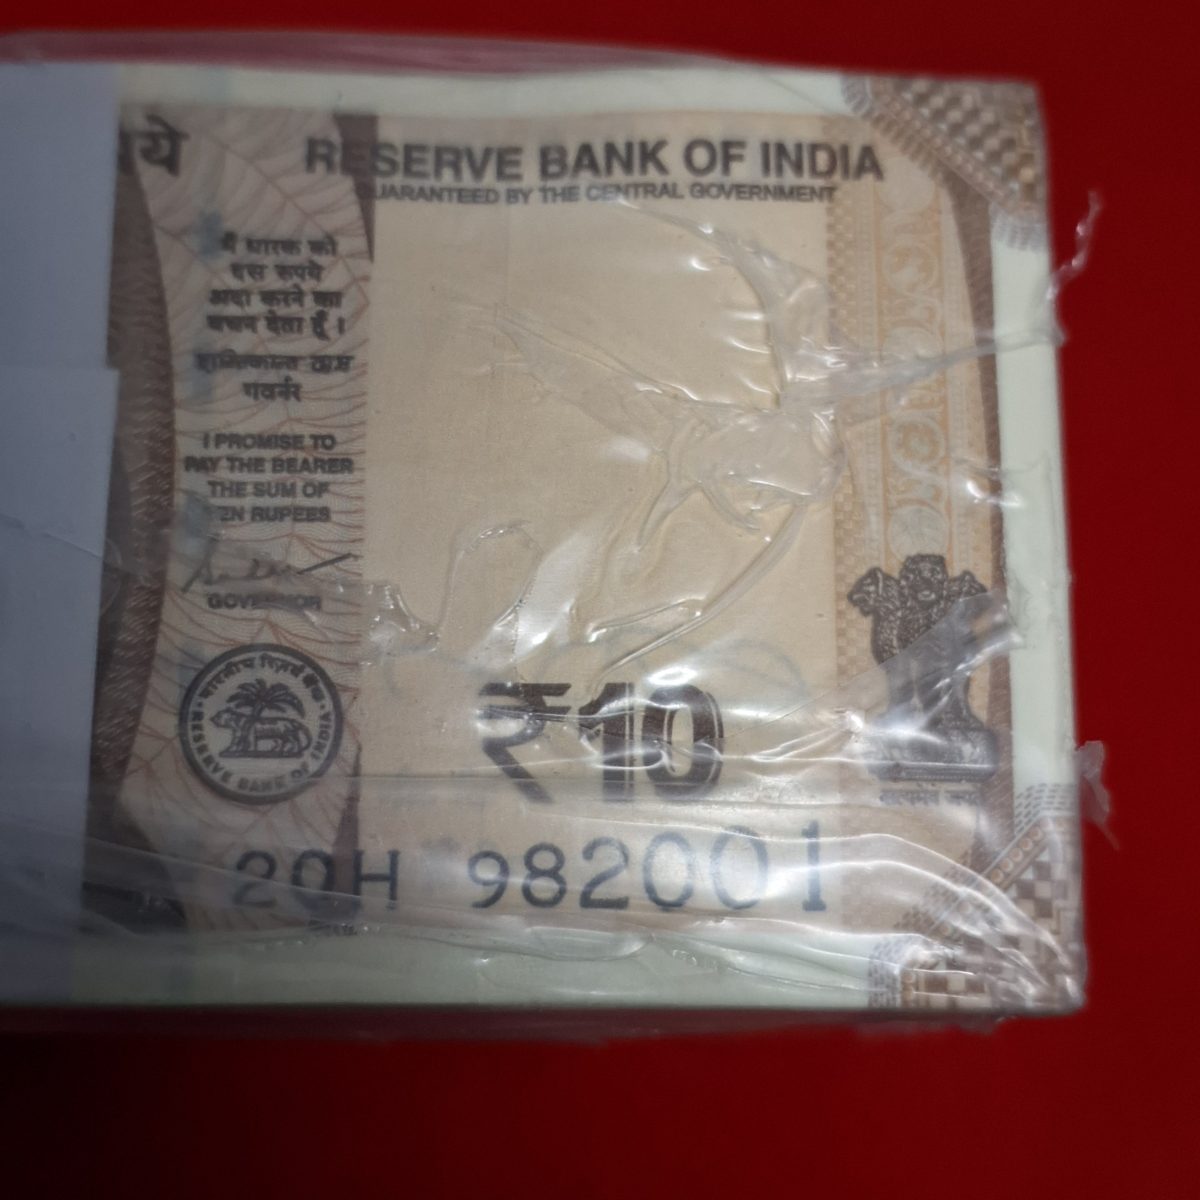 RESERVE BANK OF INDIA
GUARANTEED BY THE CENTRAL GOVERNMENT
मैं धारक को
दस रुपये
अदा करने का
वचन देता हूँ।
गवर्नर
I PROMISE TO
PAY THE BEARER
THE SUM OF
TEN RUPEES
GOVERNOR
भारतीय रिज़र्व बैंक
RESERVE BANK OF INDIA
₹10
20H 982001